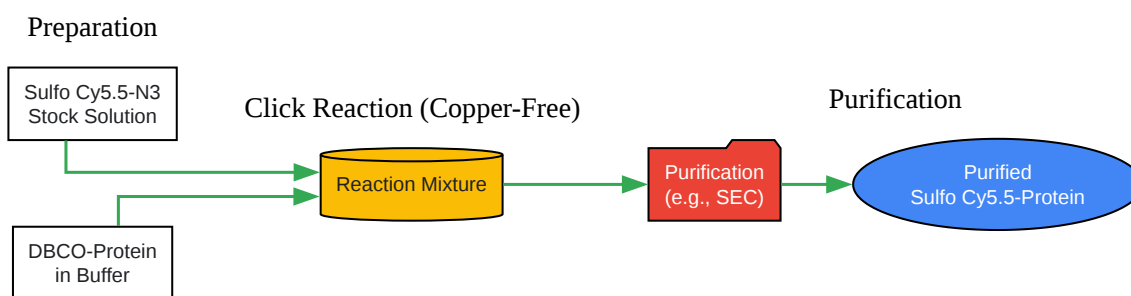 Preparation
Sulfo Cy5.5-N3
Stock Solution
Click Reaction (Copper-Free)
Purification
Reaction Mixture
Purification
(e.g., SEC)
Purified
Sulfo Cy5.5-Protein
DBCO-Protein
in Buffer